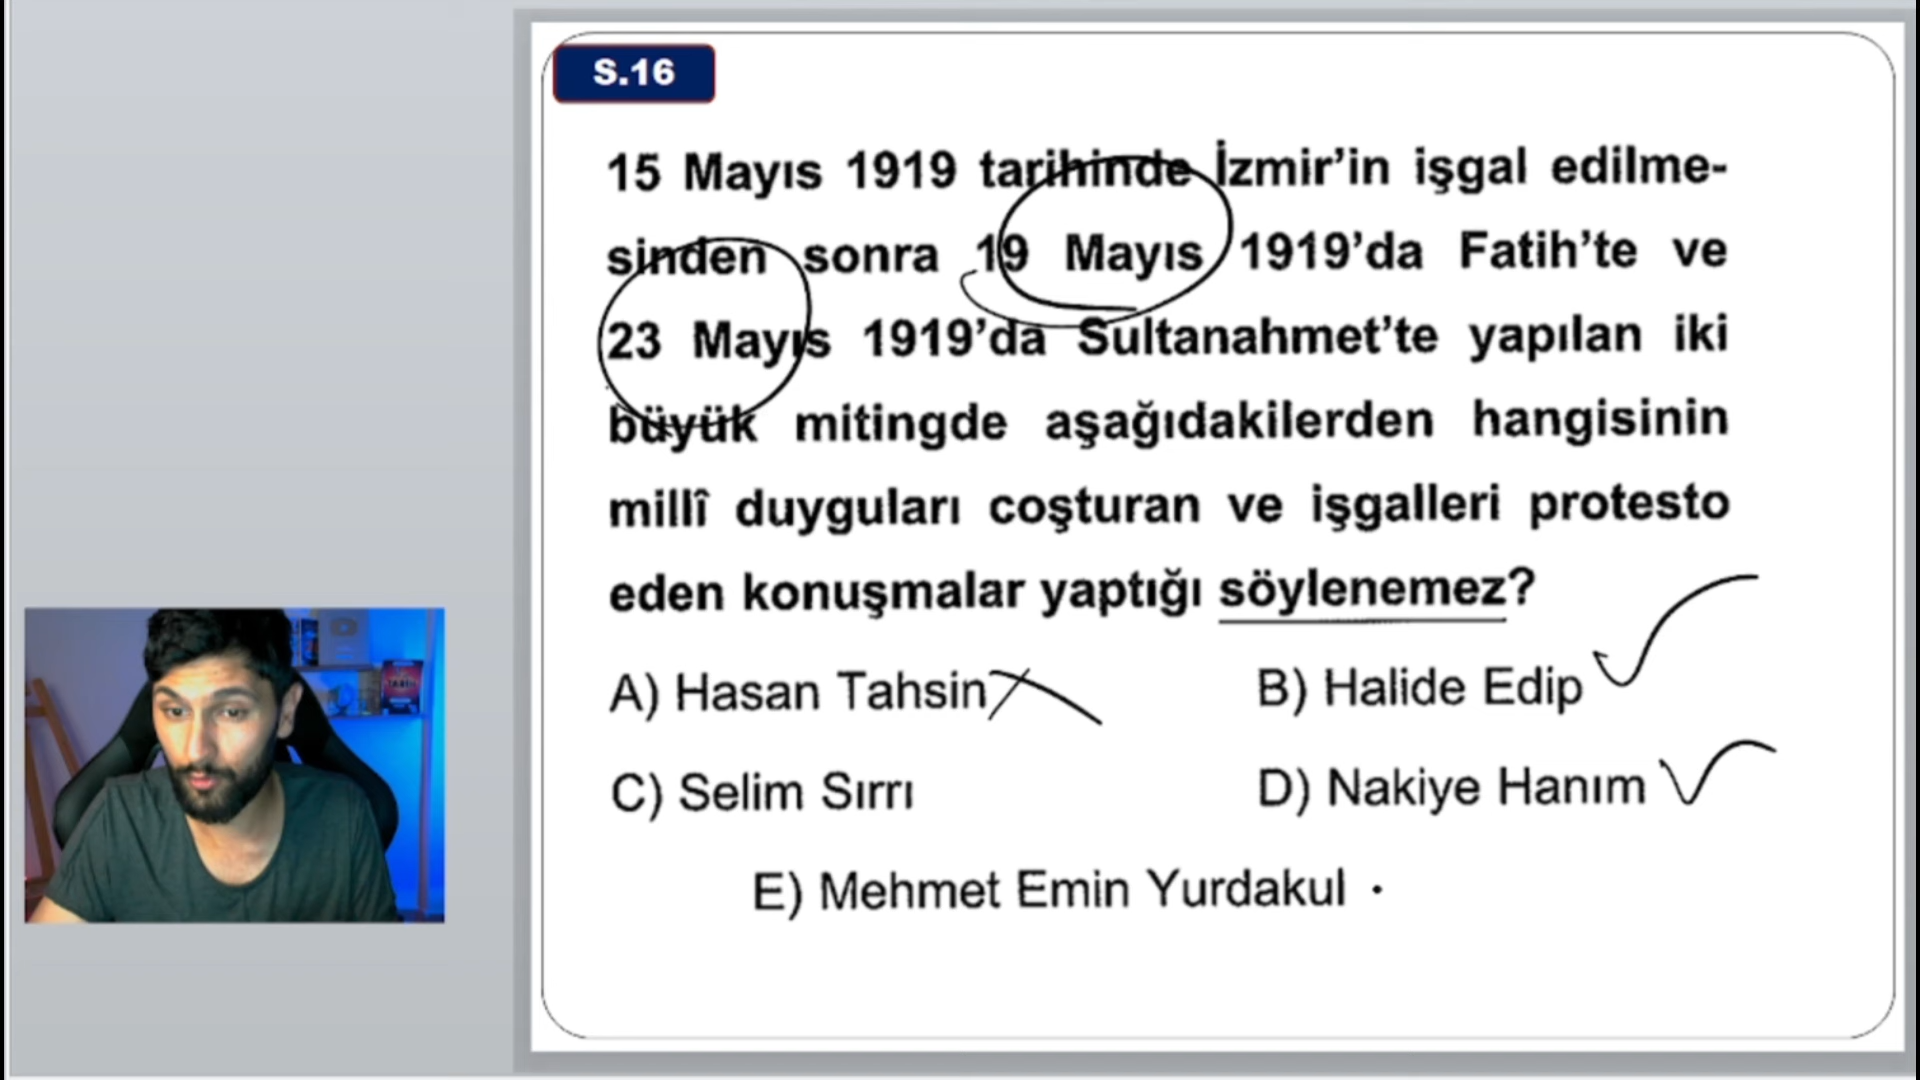 S.16
15 Mayıs 1919 tarihinde İzmir’in işgal edilme-
sinden sonra 19 Mayıs 1919’da Fatih’te ve
23 Mayıs 1919’da Sultanahmet’te yapılan iki
büyük mitingde aşağıdakilerden hangisinin
millî duyguları coşturan ve işgalleri protesto
eden konuşmalar yaptığı söylenemez?
A) Hasan Tahsin
B) Halide Edip
C) Selim Sırrı
D) Nakiye Hanım
E) Mehmet Emin Yurdakul